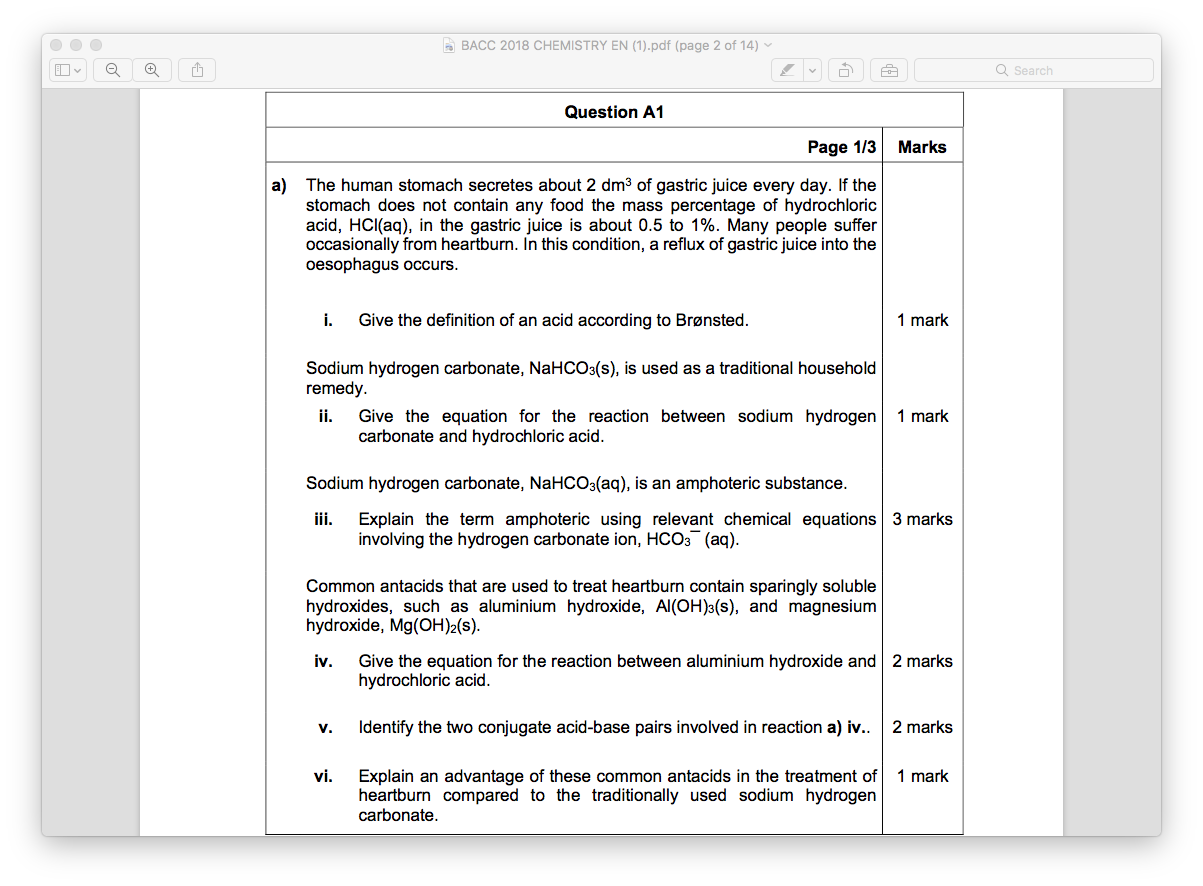 BACC 2018 CHEMISTRY EN (1).pdf (page 2 of 14)
Search
Question A1
Page 1/3 Marks
a) The human stomach secretes about 2 dm³ of gastric juice every day. If the
stomach does not contain any food the mass percentage of hydrochloric
acid, HCl(aq), in the gastric juice is about 0.5 to 1%. Many people suffer
occasionally from heartburn. In this condition, a reflux of gastric juice into the
oesophagus occurs.
i. Give the definition of an acid according to Brønsted. 1 mark
Sodium hydrogen carbonate, NaHCO₃(s), is used as a traditional household
remedy.
ii. Give the equation for the reaction between sodium hydrogen 1 mark
carbonate and hydrochloric acid.
Sodium hydrogen carbonate, NaHCO₃(aq), is an amphoteric substance.
iii. Explain the term amphoteric using relevant chemical equations 3 marks
involving the hydrogen carbonate ion, HCO₃⁻ (aq).
Common antacids that are used to treat heartburn contain sparingly soluble
hydroxides, such as aluminium hydroxide, Al(OH)₃(s), and magnesium
hydroxide, Mg(OH)₂(s).
iv. Give the equation for the reaction between aluminium hydroxide and 2 marks
hydrochloric acid.
v. Identify the two conjugate acid-base pairs involved in reaction a) iv.. 2 marks
vi. Explain an advantage of these common antacids in the treatment of 1 mark
heartburn compared to the traditionally used sodium hydrogen
carbonate.